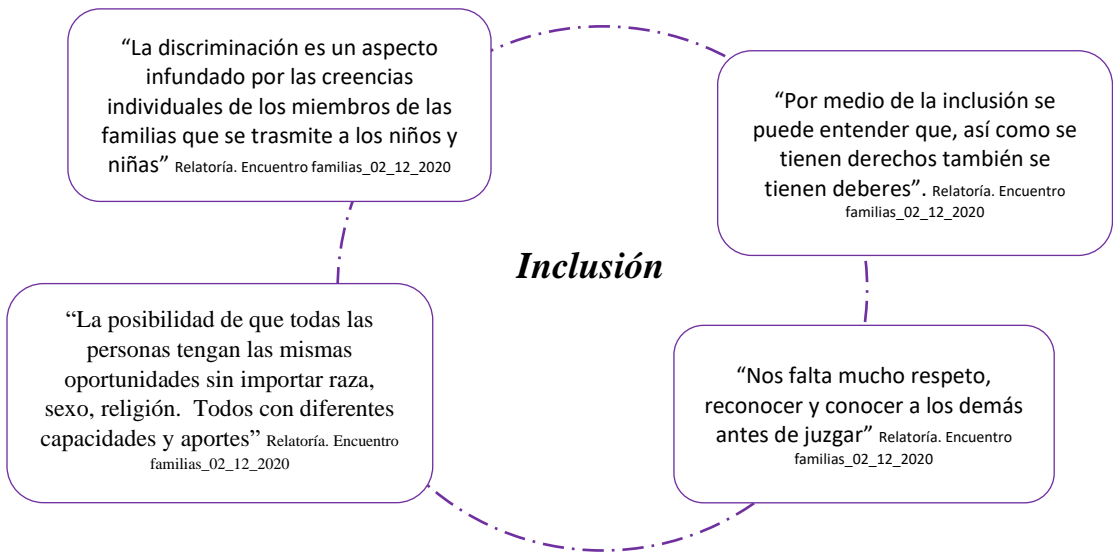 “La discriminación es un aspecto
infundado por las creencias
individuales de los miembros de las
familias que se trasmite a los niños y
niñas” Relatoría. Encuentro familias_02_12_2020
“Por medio de la inclusión se
puede entender que, así como se
tienen derechos también se
tienen deberes”. Relatoría. Encuentro
familias_02_12_2020
Inclusión
“La posibilidad de que todas las
personas tengan las mismas
oportunidades sin importar raza,
sexo, religión.  Todos con diferentes
capacidades y aportes” Relatoría. Encuentro
familias_02_12_2020
“Nos falta mucho respeto,
reconocer y conocer a los demás
antes de juzgar” Relatoría. Encuentro
familias_02_12_2020